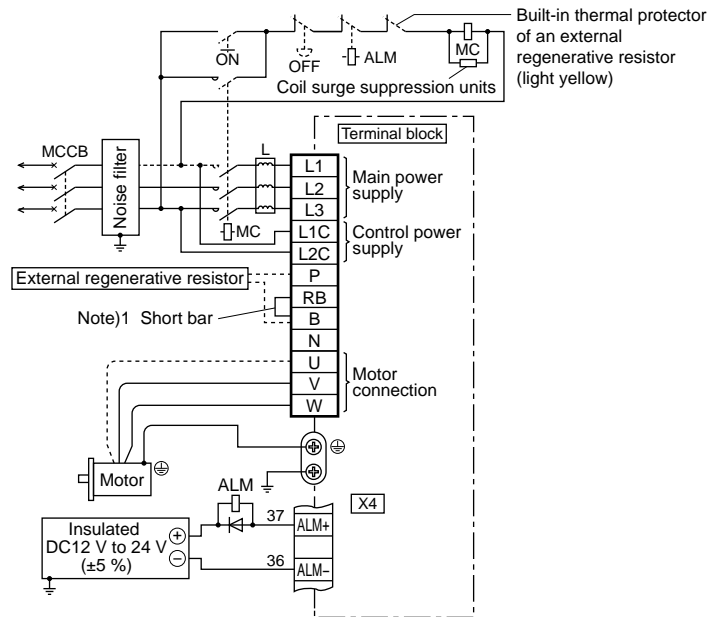 Built-in thermal protector
of an external
regenerative resistor
(light yellow)
ON
OFF
ALM
MC
Coil surge suppression units
Terminal block
MCCB
Noise filter
L
MC
L1
L2
L3
L1C
L2C
P
RB
B
N
U
V
W
Main power
supply
Control power
supply
External regenerative resistor
Note)1 Short bar
Motor
connection
Motor
ALM
X4
Insulated
DC12 V to 24 V
(±5 %)
+
−
37
36
ALM+
ALM−